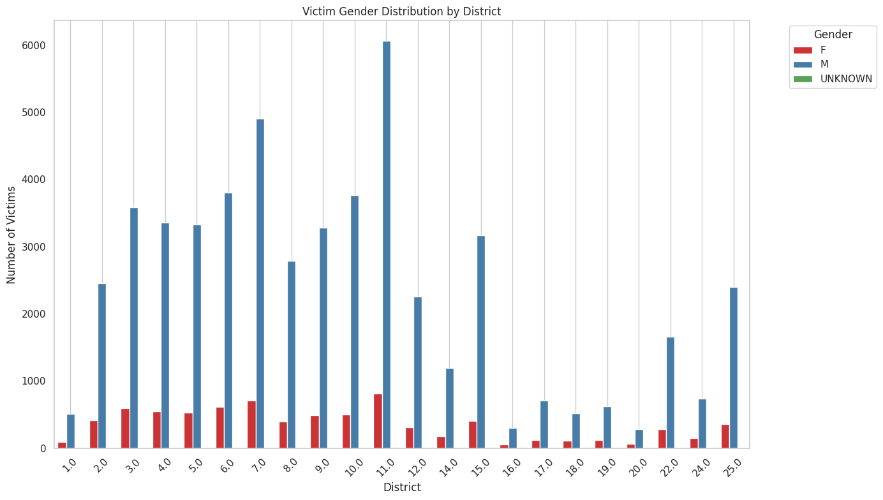 Victim Gender Distribution by District
Gender
F
M
UNKNOWN
Number of Victims
6000
5000
4000
3000
2000
1000
0
1.0 2.0 3.0 4.0 5.0 6.0 7.0 8.0 9.0 10.0 11.0 12.0 14.0 15.0 16.0 17.0 18.0 19.0 20.0 22.0 24.0 25.0
District